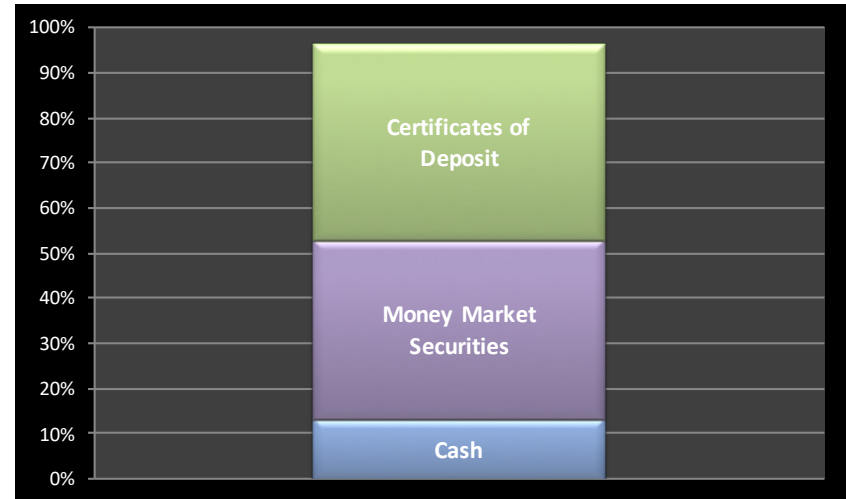 100%
90%
80%
70%
60%
50%
40%
30%
20%
10%
0%
Certificates of
Deposit
Money Market
Securities
Cash